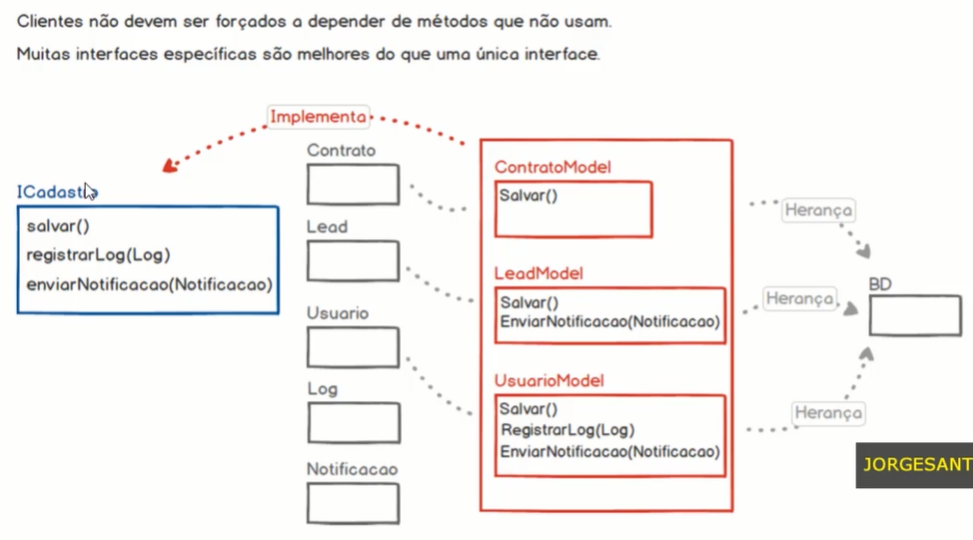 Clientes não devem ser forçados a depender de métodos que não usam.
Muitas interfaces específicas são melhores do que uma única interface.
Implementa
ICadastro
salvar()
registrarLog(Log)
enviarNotificacao(Notificacao)
Contrato
Lead
Usuario
Log
Notificacao
ContratoModel
Salvar()
LeadModel
Salvar()
EnviarNotificacao(Notificacao)
UsuarioModel
Salvar()
RegistrarLog(Log)
EnviarNotificacao(Notificacao)
Herança
Herança
Herança
BD
JORGESANT